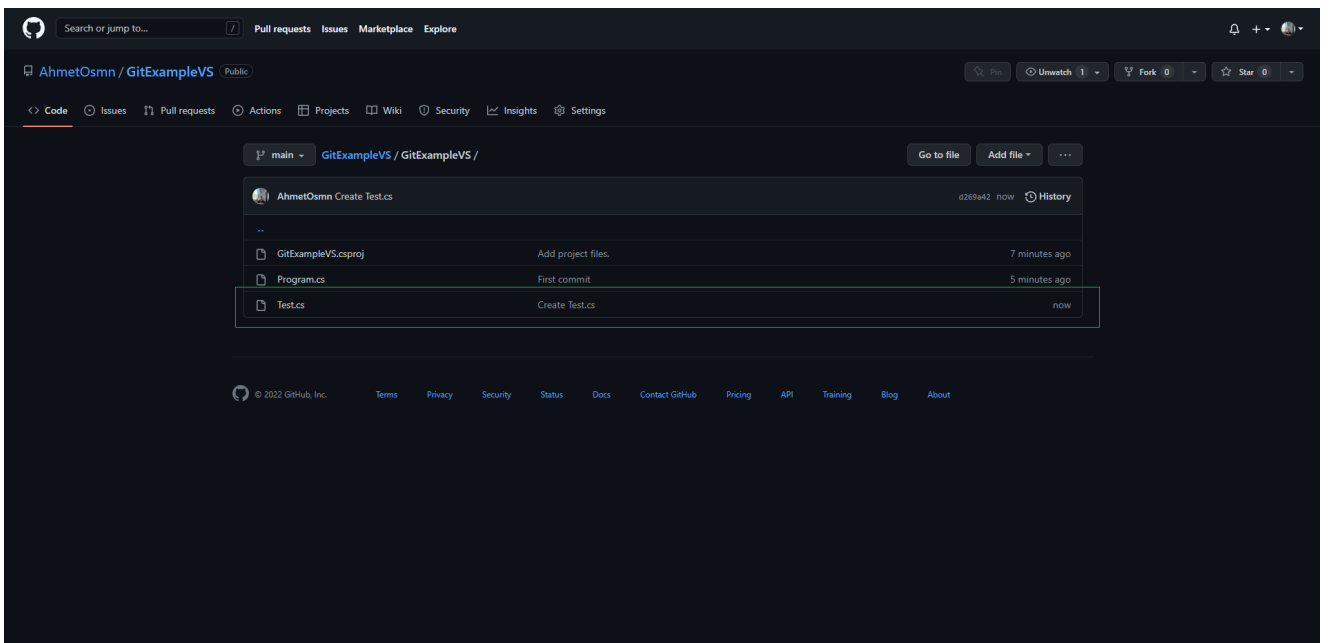 Search or jump to... / Pull requests Issues Marketplace Explore
AhmetOsmn / GitExampleVS Public Pin Unwatch 1 Fork 0 Star 0
<> Code Issues Pull requests Actions Projects Wiki Security Insights Settings
main GitExampleVS / GitExampleVS / Go to file Add file ...
AhmetOsmn Create Test.cs d269a42 now History
..
GitExampleVS.csproj Add project files. 7 minutes ago
Program.cs First commit 5 minutes ago
Test.cs Create Test.cs now
© 2022 GitHub, Inc. Terms Privacy Security Status Docs Contact GitHub Pricing API Training Blog About